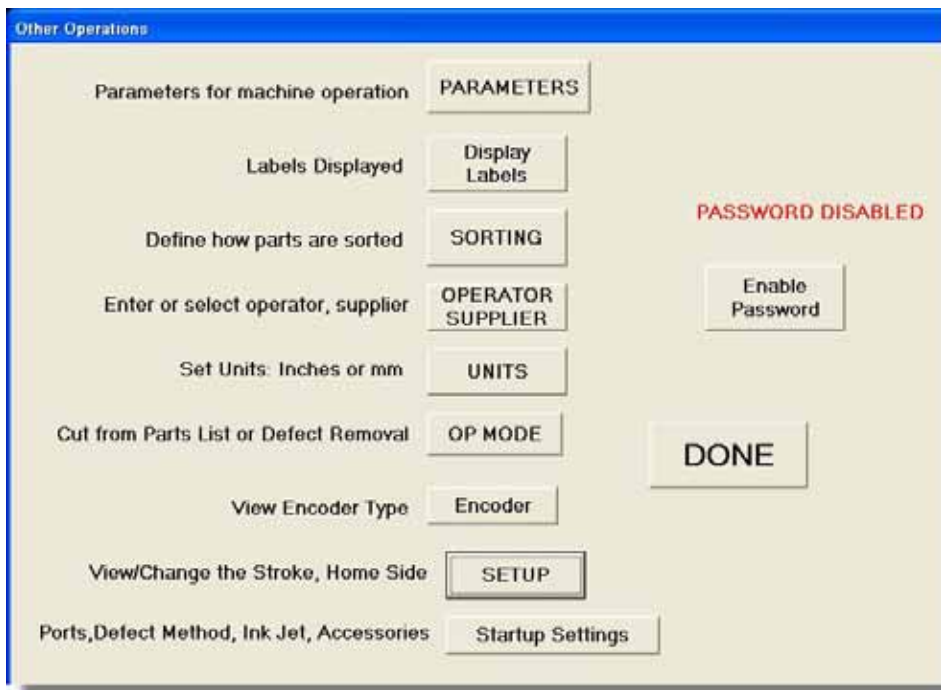 Other Operations
Parameters for machine operation PARAMETERS
Labels Displayed Display Labels
PASSWORD DISABLED
Define how parts are sorted SORTING
Enter or select operator, supplier OPERATOR SUPPLIER
Enable Password
Set Units: Inches or mm UNITS
Cut from Parts List or Defect Removal OP MODE
DONE
View Encoder Type Encoder
View/Change the Stroke, Home Side SETUP
Ports,Defect Method, Ink Jet, Accessories Startup Settings